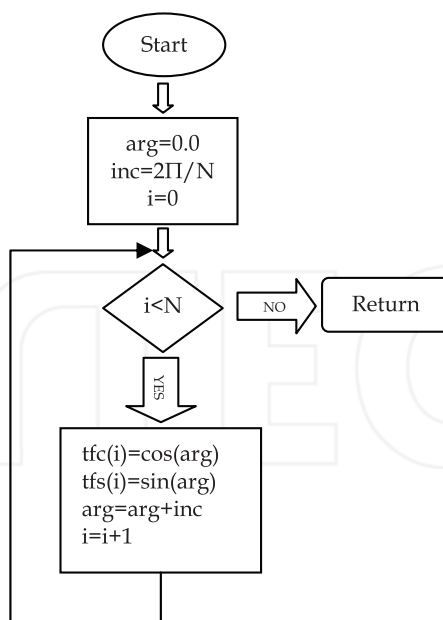 Start
arg=0.0
inc=2Π/N
i=0
i<N
NO
Return
YES
tfc(i)=cos(arg)
tfs(i)=sin(arg)
arg=arg+inc
i=i+1